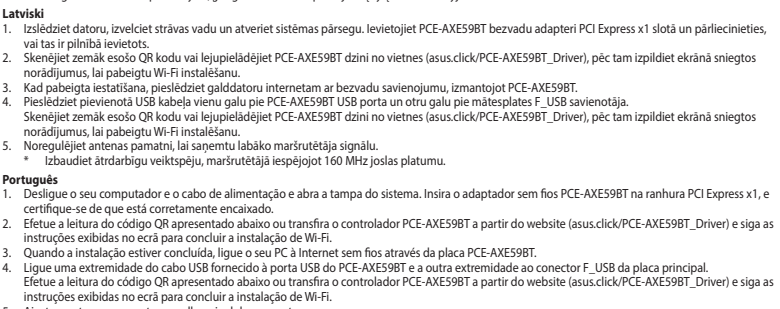 Latviski
1. Izslēdziet datoru, izvelciet strāvas vadu un atveriet sistēmas pārsegu. Ievietojiet PCE-AXE59BT bezvadu adapteri PCI Express x1 slotā un pārliecinieties,
vai tas ir pilnībā ievietots.
2. Skenējiet zemāk esošo QR kodu vai lejupielādējiet PCE-AXE59BT dzini no vietnes (asus.click/PCE-AXE59BT_Driver), pēc tam izpildiet ekrānā sniegtos
norādījumus, lai pabeigtu Wi-Fi instalēšanu.
3. Kad pabeigta iestatīšana, pieslēdziet galddatoru internetam ar bezvadu savienojumu, izmantojot PCE-AXE59BT.
4. Pieslēdziet pievienotā USB kabeļa vienu galu pie PCE-AXE59BT USB porta un otru galu pie mātesplates F_USB savienotāja.
Skenējiet zemāk esošo QR kodu vai lejupielādējiet PCE-AXE59BT dzini no vietnes (asus.click/PCE-AXE59BT_Driver), pēc tam izpildiet ekrānā sniegtos
norādījumus, lai pabeigtu Wi-Fi instalēšanu.
5. Noregulējiet antenas pamatni, lai saņemtu labāko maršrutētāja signālu.
* Izbaudiet ātrdarbīgu veiktspēju, maršrutētājā iespējojot 160 MHz joslas platumu.
Português
1. Desligue o seu computador e o cabo de alimentação e abra a tampa do sistema. Insira o adaptador sem fios PCE-AXE59BT na ranhura PCI Express x1, e
certifique-se de que está corretamente encaixado.
2. Efetue a leitura do código QR apresentado abaixo ou transfira o controlador PCE-AXE59BT a partir do website (asus.click/PCE-AXE59BT_Driver) e siga as
instruções exibidas no ecrã para concluir a instalação de Wi-Fi.
3. Quando a instalação estiver concluída, ligue o seu PC à Internet sem fios através da placa PCE-AXE59BT.
4. Ligue uma extremidade do cabo USB fornecido à porta USB do PCE-AXE59BT e a outra extremidade ao conector F_USB da placa principal.
Efetue a leitura do código QR apresentado abaixo ou transfira o controlador PCE-AXE59BT a partir do website (asus.click/PCE-AXE59BT_Driver) e siga as
instruções exibidas no ecrã para concluir a instalação de Wi-Fi.